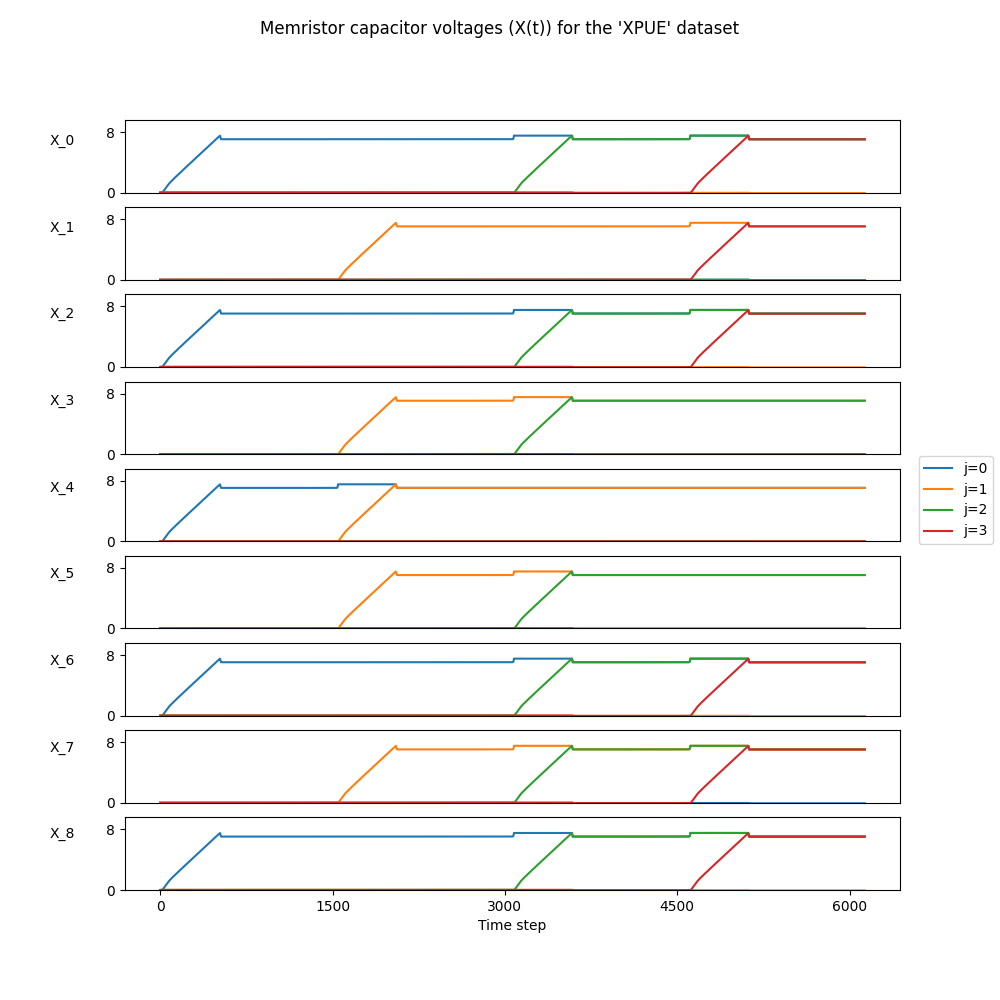 Memristor capacitor voltages (X(t)) for the 'XPUE' dataset
X_0
8
0
X_1
8
0
X_2
8
0
X_3
8
0
X_4
8
0
X_5
8
0
X_6
8
0
X_7
8
0
X_8
8
0
0 1500 3000 4500 6000
Time step
j=0
j=1
j=2
j=3